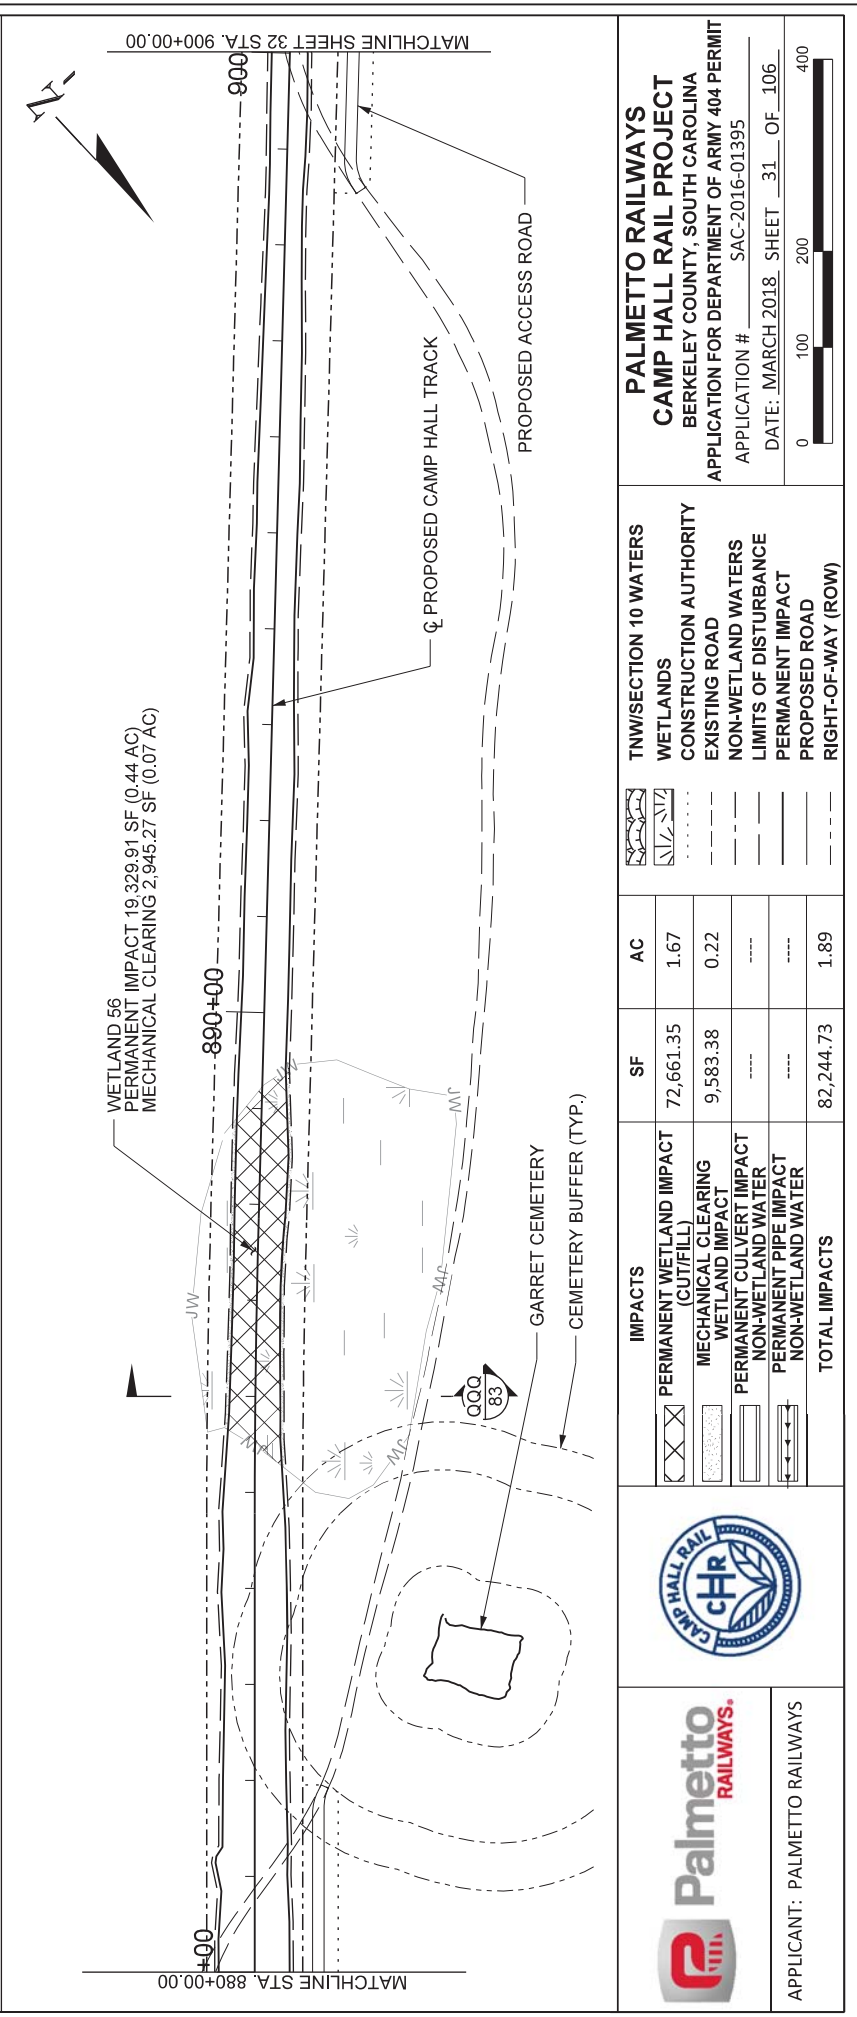 MATCHLINE SHEET 32 STA. 900+00.00
N
900
PROPOSED ACCESS ROAD
℄ PROPOSED CAMP HALL TRACK
WETLAND 56
PERMANENT IMPACT 19,329.91 SF (0.44 AC)
MECHANICAL CLEARING 2,945.27 SF (0.07 AC)
890+00
JW
JW
JW
JW
JW
JW
QQQ
83
GARRET CEMETERY
CEMETERY BUFFER (TYP.)
+00
MATCHLINE STA. 880+00.00
Palmetto
RAILWAYS.
APPLICANT: PALMETTO RAILWAYS
CAMP HALL RAIL
CHR
IMPACTS SF AC
PERMANENT WETLAND IMPACT 72,661.35 1.67
(CUT/FILL)
MECHANICAL CLEARING 9,583.38 0.22
WETLAND IMPACT
PERMANENT CULVERT IMPACT ---- ----
NON-WETLAND WATER
PERMANENT PIPE IMPACT ---- ----
NON-WETLAND WATER
TOTAL IMPACTS 82,244.73 1.89
TNW/SECTION 10 WATERS
WETLANDS
CONSTRUCTION AUTHORITY
EXISTING ROAD
NON-WETLAND WATERS
LIMITS OF DISTURBANCE
PERMANENT IMPACT
PROPOSED ROAD
RIGHT-OF-WAY (ROW)
PALMETTO RAILWAYS
CAMP HALL RAIL PROJECT
BERKELEY COUNTY, SOUTH CAROLINA
APPLICATION FOR DEPARTMENT OF ARMY 404 PERMIT
APPLICATION # SAC-2016-01395
DATE: MARCH 2018 SHEET 31 OF 106
0 100 200 400